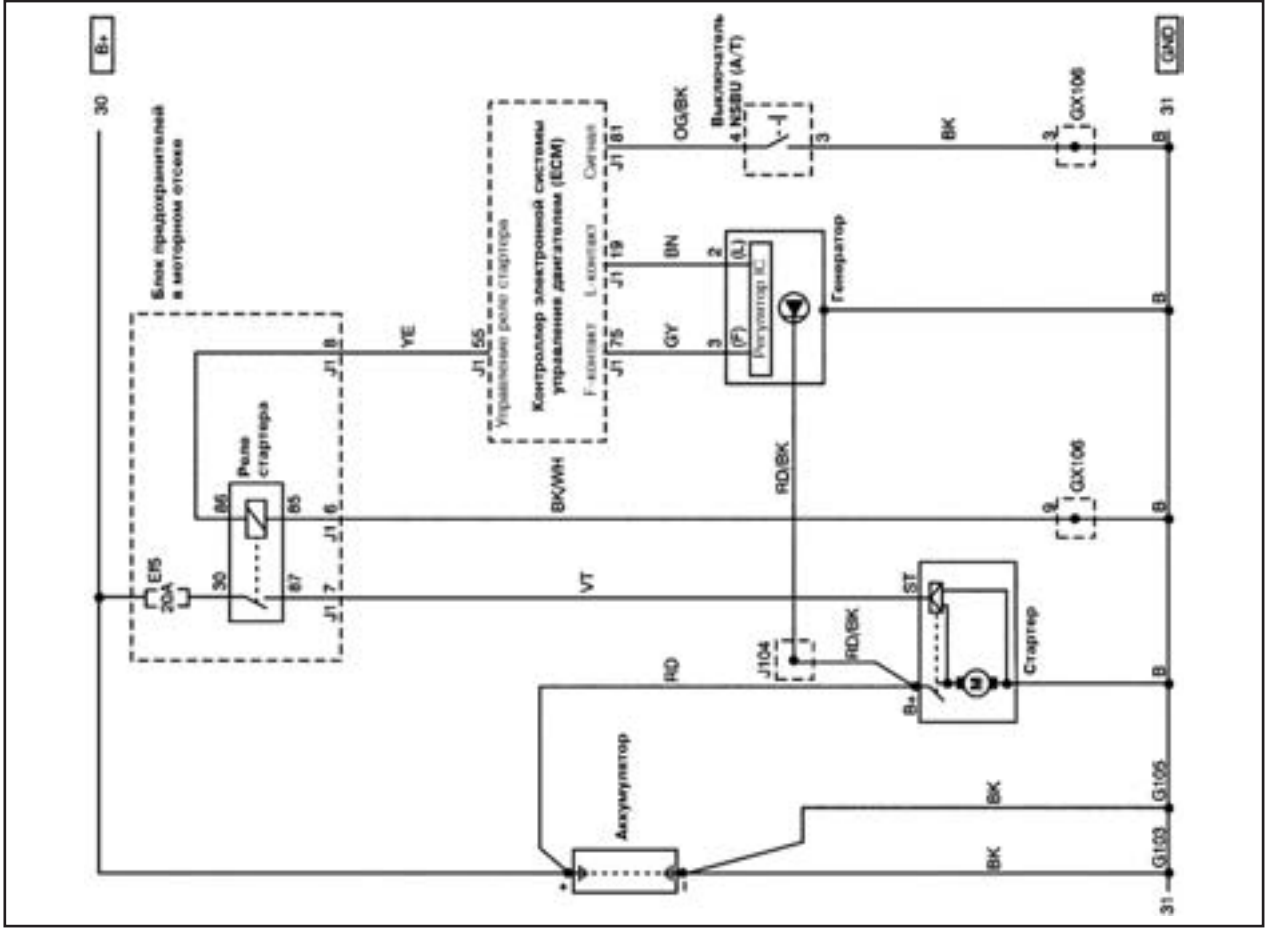 30
B+
Блок предохранителей
в моторном отсеке
Ef5
20A
Реле
стартера
30
86
87
85
J1 7
J1 6
J1 8
YE
J1 55
Управление реле стартера
Контроллер электронной системы
управления двигателем (ECM)
F-контакт
L-контакт
Сигнал
J1 75
J1 19
J1 81
GY
BN
OG/BK
Выключатель
4 NSBU (A/T)
3
BK
3
GX106
B
3
(F)
2
(L)
Регулятор IC
Генератор
B
RD/BK
BK/WH
9
GX106
B
VT
RD
J104
RD/BK
B+
ST
M
Стартер
B
Аккумулятор
+
–
BK
BK
31
G103
G105
31
GND